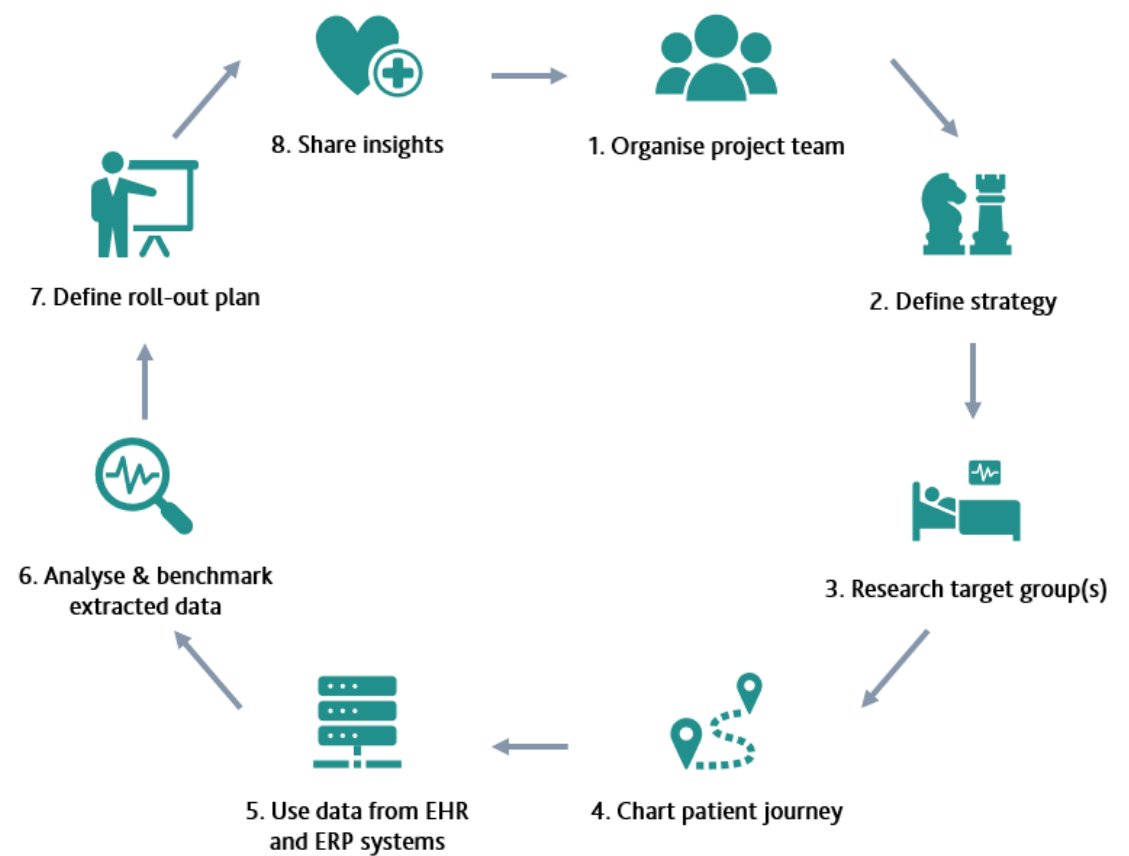 8. Share insights
1. Organise project team
7. Define roll-out plan
2. Define strategy
6. Analyse & benchmark
extracted data
3. Research target group(s)
5. Use data from EHR
and ERP systems
4. Chart patient journey